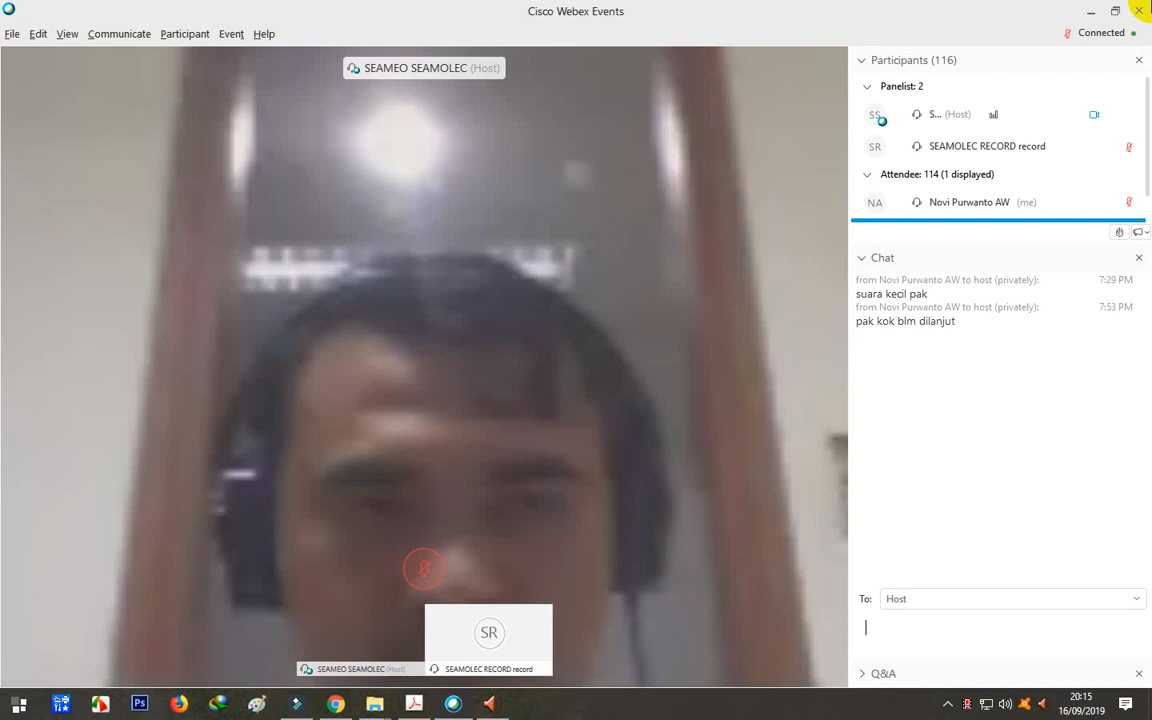 Cisco Webex Events
File Edit View Communicate Participant Event Help
Connected
SEAMEO SEAMOLEC (Host)
Participants (116)
Panelist: 2
SS S... (Host)
SR SEAMOLEC RECORD record
Attendee: 114 (1 displayed)
NA Novi Purwanto AW (me)
Chat
from Novi Purwanto AW to host (privately): 7:29 PM
suara kecil pak
from Novi Purwanto AW to host (privately): 7:53 PM
pak kok blm dilanjut
To: Host
SR
SEAMEO SEAMOLEC (Host) SEAMOLEC RECORD record
Q&A
Ps
20:15
16/09/2019